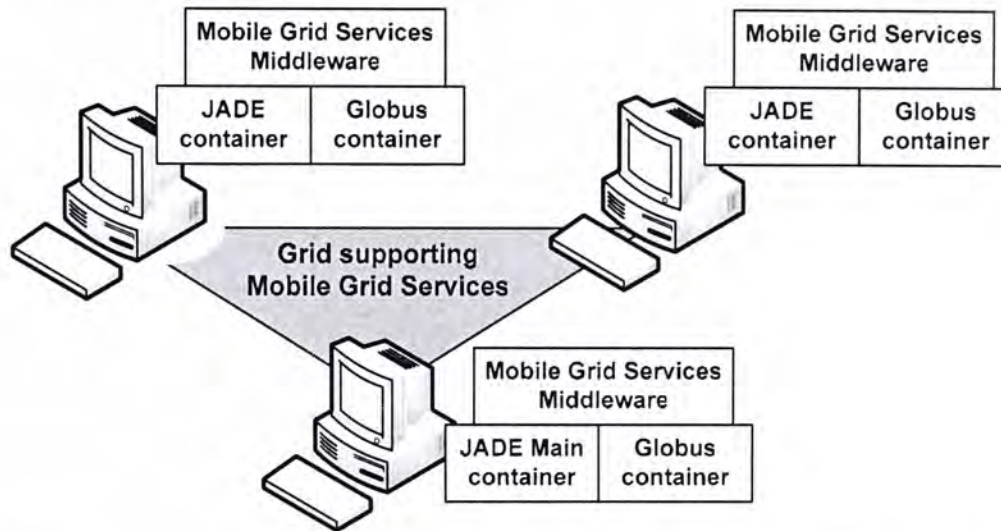 Mobile Grid Services
Middleware
JADE
container
Globus
container
Mobile Grid Services
Middleware
JADE
container
Globus
container
Grid supporting
Mobile Grid Services
Mobile Grid Services
Middleware
JADE Main
container
Globus
container